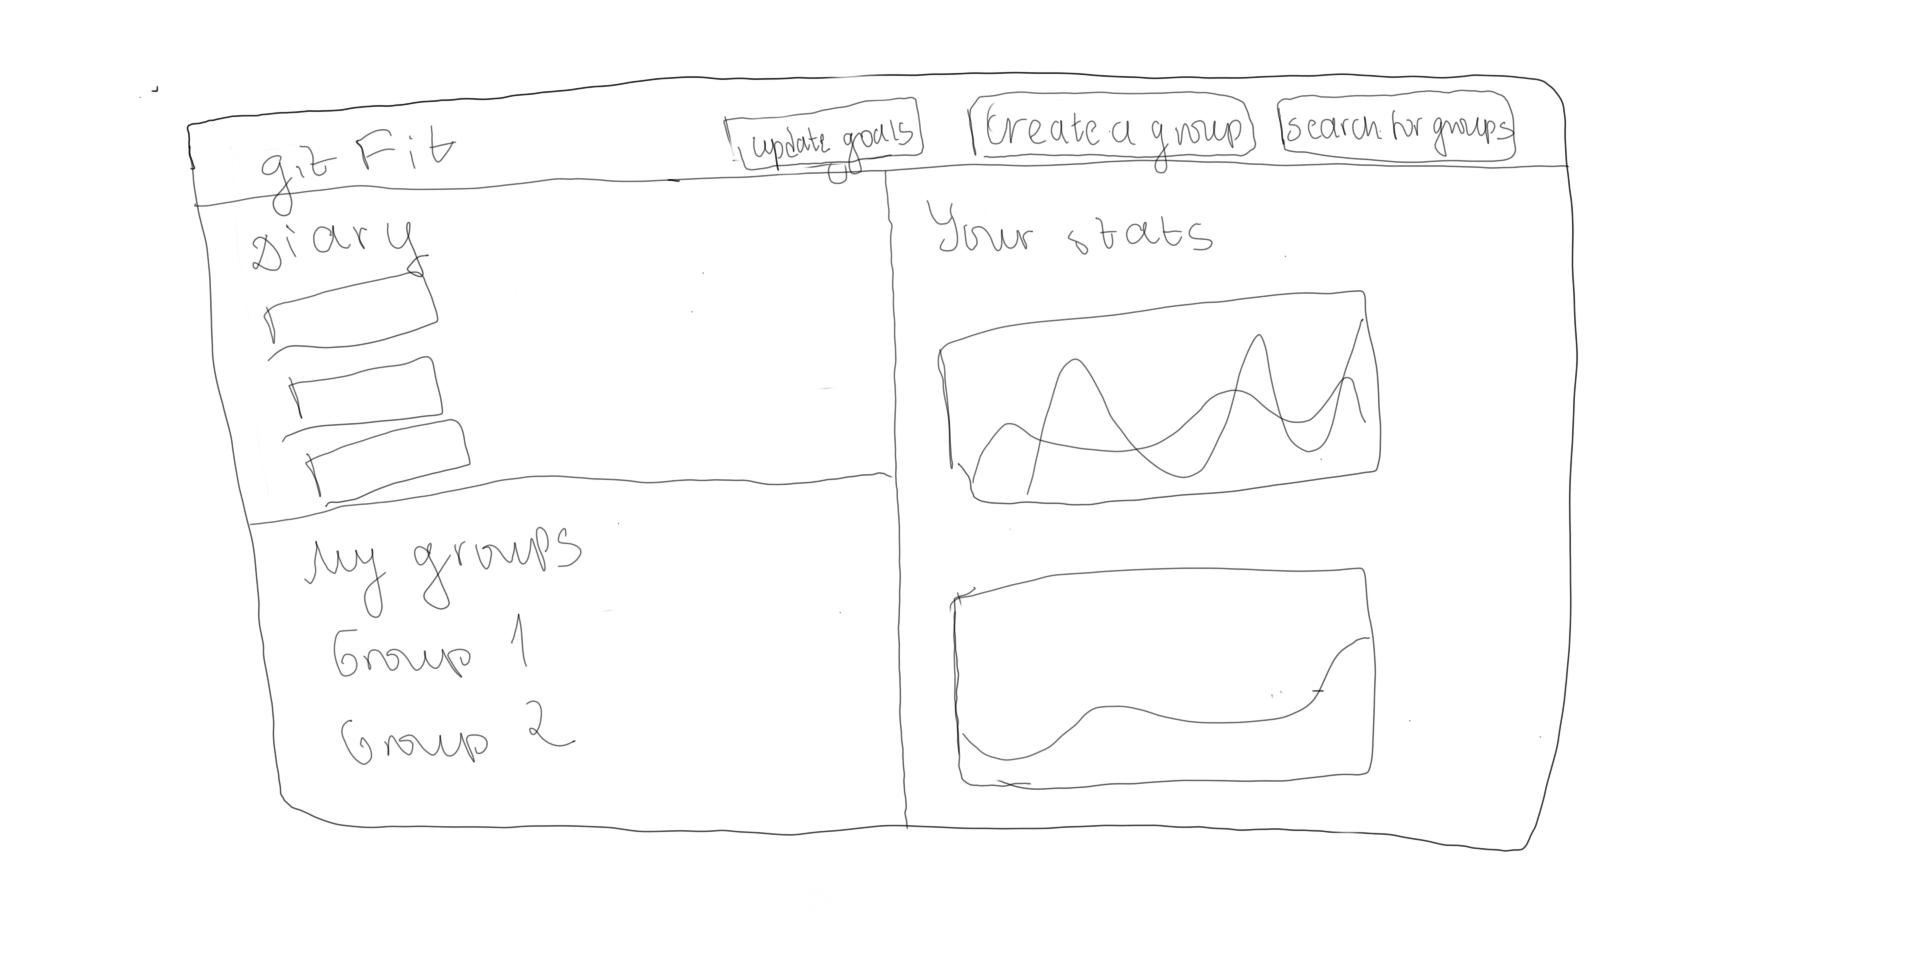 git Fit
update goals
Create a group
search for groups
Diary
Your stats
My groups
Group 1
Group 2